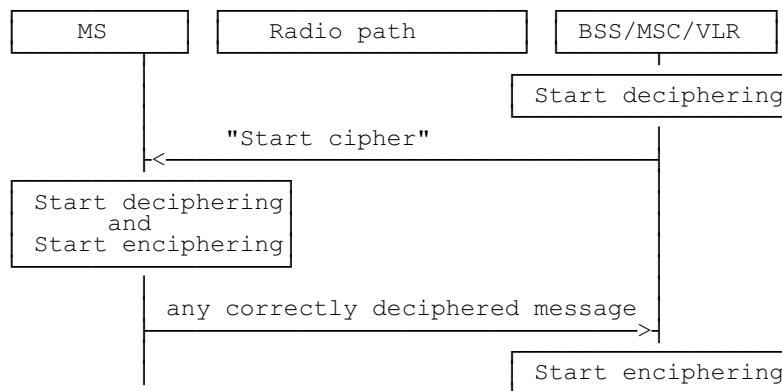 MS Radio path BSS/MSC/VLR
Start deciphering
"Start cipher"
Start deciphering
and
Start enciphering
any correctly deciphered message
Start enciphering